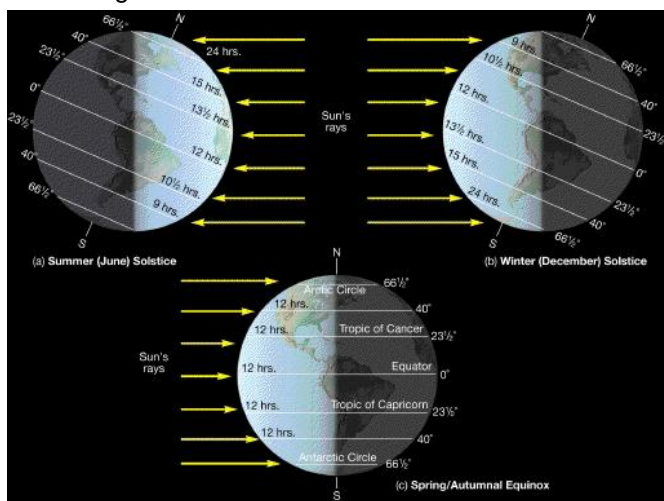 N
66½°
40°
23½°
0°
23½°
40°
66½°
S
24 hrs.
15 hrs.
13½ hrs.
12 hrs.
10½ hrs.
9 hrs.
Sun's
rays
(a) Summer (June) Solstice
N
9 hrs.
10½ hrs.
12 hrs.
13½ hrs.
15 hrs.
24 hrs.
66½°
40°
23½°
0°
23½°
40°
66½°
S
(b) Winter (December) Solstice
N
Sun's
rays
Arctic Circle 66½°
12 hrs. 40°
12 hrs. Tropic of Cancer 23½°
12 hrs. Equator 0°
12 hrs. Tropic of Capricorn 23½°
12 hrs. 40°
Antarctic Circle 66½°
S
(c) Spring/Autumnal Equinox